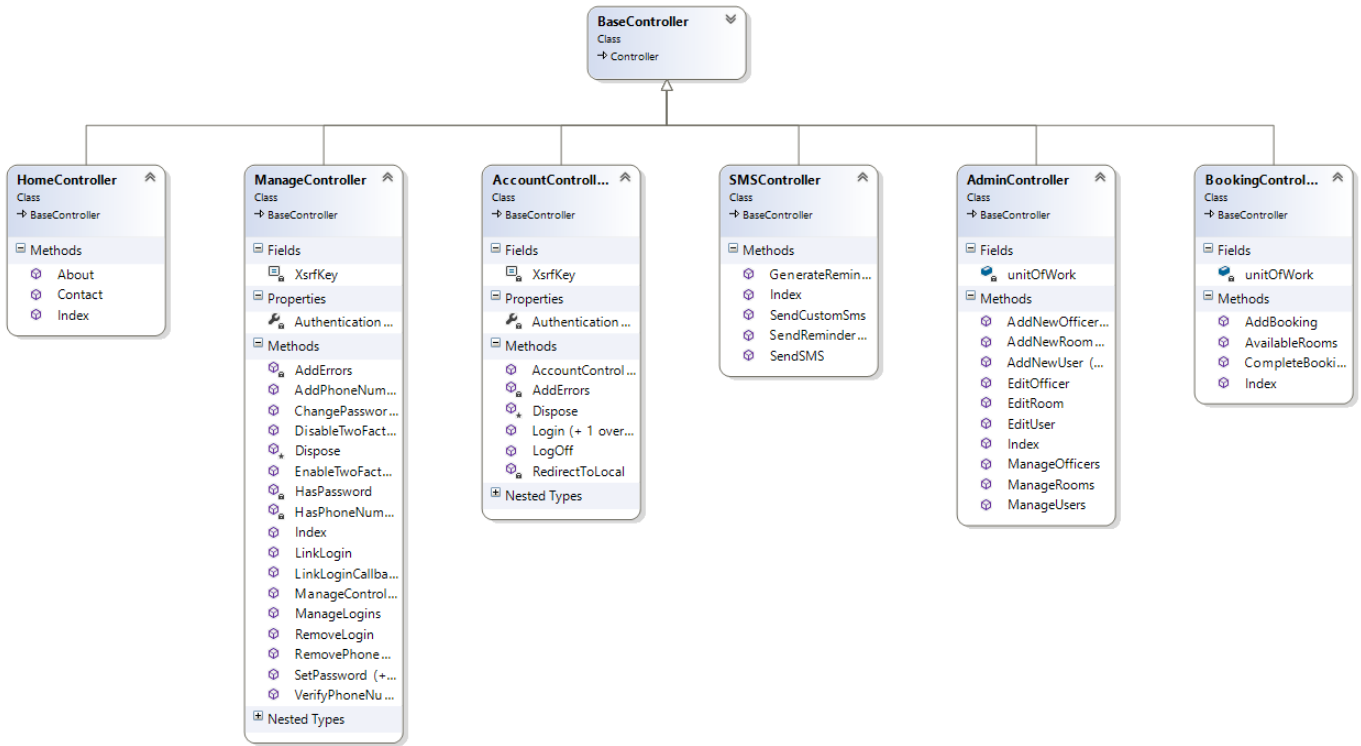 BaseController
Class
Controller
HomeController
Class
BaseController
Methods
About
Contact
Index
ManageController
Class
BaseController
Fields
XsrfKey
Properties
Authentication ...
Methods
AddErrors
AddPhoneNum...
ChangePasswor...
DisableTwoFact...
Dispose
EnableTwoFact...
HasPassword
HasPhoneNum...
Index
LinkLogin
LinkLoginCallba...
ManageControl...
ManageLogins
RemoveLogin
RemovePhone...
SetPassword (+...
VerifyPhoneNu...
Nested Types
AccountControll...
Class
BaseController
Fields
XsrfKey
Properties
Authentication ...
Methods
AccountControl...
AddErrors
Dispose
Login (+ 1 over...
LogOff
RedirectToLocal
Nested Types
SMSController
Class
BaseController
Methods
GenerateRemin...
Index
SendCustomSms
SendReminder...
SendSMS
AdminController
Class
BaseController
Fields
unitOfWork
Methods
AddNewOfficer...
AddNewRoom...
AddNewUser (...
EditOfficer
EditRoom
EditUser
Index
ManageOfficers
ManageRooms
ManageUsers
BookingControl...
Class
BaseController
Fields
unitOfWork
Methods
AddBooking
AvailableRooms
CompleteBooki...
Index